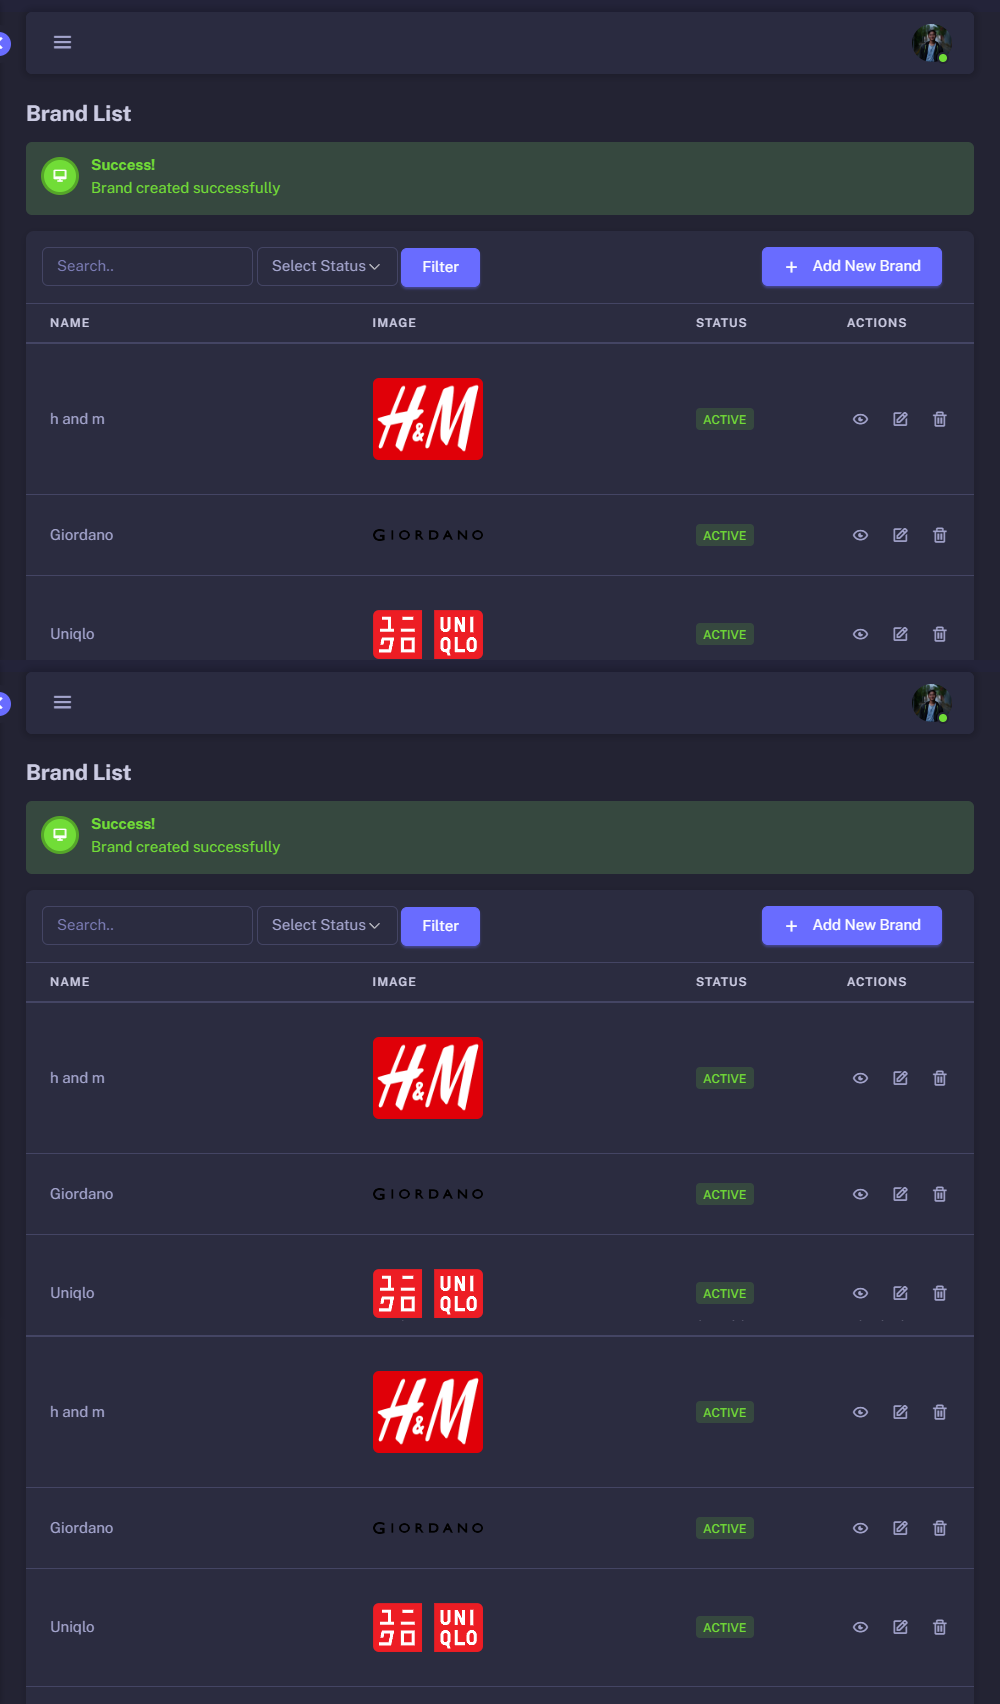 Brand List
Success!
Brand created successfully
Search.. Select Status Filter + Add New Brand
NAME IMAGE STATUS ACTIONS
h and m H&M ACTIVE
Giordano GIORDANO ACTIVE
Uniqlo ユニ UNI ACTIVE
クロ QLO
Brand List
Success!
Brand created successfully
Search.. Select Status Filter + Add New Brand
NAME IMAGE STATUS ACTIONS
h and m H&M ACTIVE
Giordano GIORDANO ACTIVE
Uniqlo ユニ UNI ACTIVE
クロ QLO
h and m H&M ACTIVE
Giordano GIORDANO ACTIVE
Uniqlo ユニ UNI ACTIVE
クロ QLO